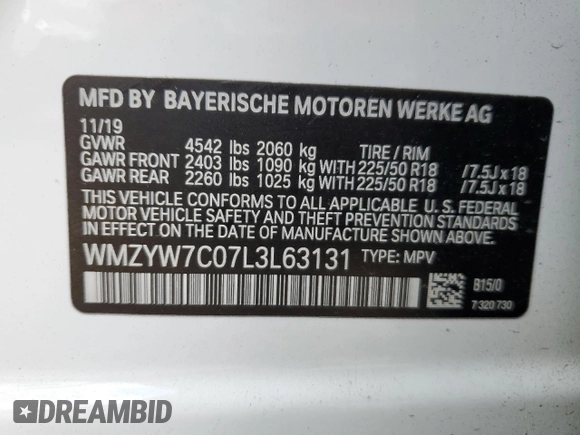 MFD BY BAYERISCHE MOTOREN WERKE AG
11/19
GVWR 4542 lbs 2060 kg TIRE / RIM
GAWR FRONT 2403 lbs 1090 kg WITH 225/50 R18 /7.5J x 18
GAWR REAR 2260 lbs 1025 kg WITH 225/50 R18 /7.5J x 18
THIS VEHICLE CONFORMS TO ALL APPLICABLE U. S. FEDERAL
MOTOR VEHICLE SAFETY AND THEFT PREVENTION STANDARDS
IN EFFECT ON THE DATE OF MANUFACTURE SHOWN ABOVE.
WMZYW7C07L3L63131 TYPE: MPV
B15/0
7 320 730
DREAMBID